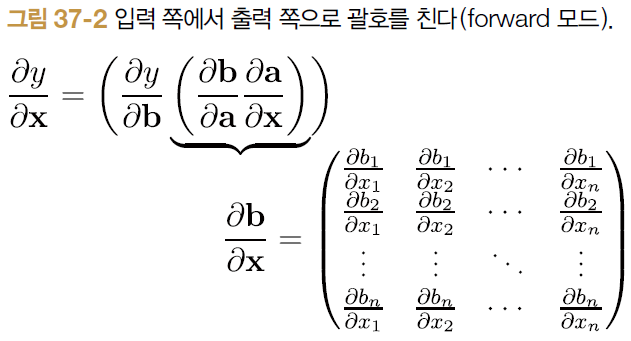 그림 37-2 입력 쪽에서 출력 쪽으로 괄호를 친다(forward 모드).
∂y/∂𝐱 = (∂y/∂𝐛 (∂𝐛/∂𝐚 ∂𝐚/∂𝐱))
∂𝐛/∂𝐱 =
∂b₁/∂x₁ ∂b₁/∂x₂ ⋯ ∂b₁/∂xₙ
∂b₂/∂x₁ ∂b₂/∂x₂ ⋯ ∂b₂/∂xₙ
⋮ ⋮ ⋱ ⋮
∂bₙ/∂x₁ ∂bₙ/∂x₂ ⋯ ∂bₙ/∂xₙ